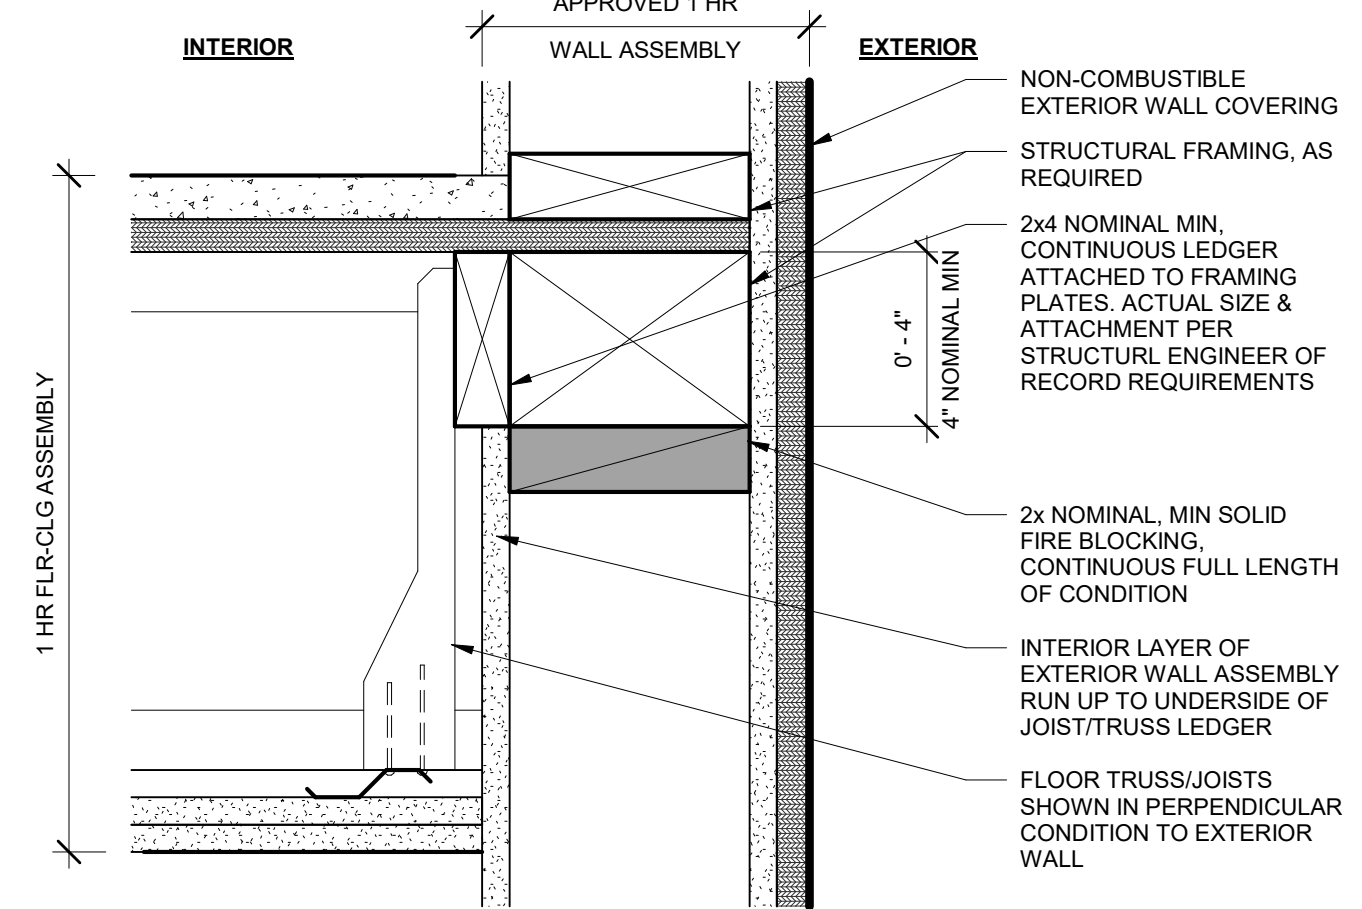 APPROVED 1 HR
WALL ASSEMBLY
INTERIOR
EXTERIOR
NON-COMBUSTIBLE
EXTERIOR WALL COVERING
STRUCTURAL FRAMING, AS
REQUIRED
2x4 NOMINAL MIN,
CONTINUOUS LEDGER
ATTACHED TO FRAMING
PLATES. ACTUAL SIZE &
ATTACHMENT PER
STRUCTURL ENGINEER OF
RECORD REQUIREMENTS
0' - 4"
4" NOMINAL MIN
2x NOMINAL, MIN SOLID
FIRE BLOCKING,
CONTINUOUS FULL LENGTH
OF CONDITION
1 HR FLR-CLG ASSEMBLY
INTERIOR LAYER OF
EXTERIOR WALL ASSEMBLY
RUN UP TO UNDERSIDE OF
JOIST/TRUSS LEDGER
FLOOR TRUSS/JOISTS
SHOWN IN PERPENDICULAR
CONDITION TO EXTERIOR
WALL